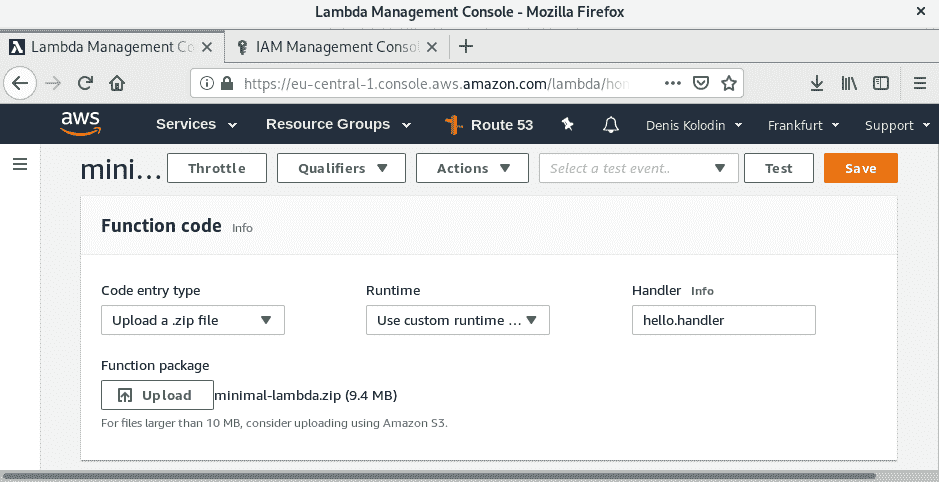 Lambda Management Console - Mozilla Firefox
Lambda Management Co
IAM Management Consol
https://eu-central-1.console.aws.amazon.com/lambda/hon
aws Services Resource Groups Route 53 Denis Kolodin Frankfurt Support
mini... Throttle Qualifiers Actions Select a test event.. Test Save
Function code Info
Code entry type Runtime Handler Info
Upload a .zip file Use custom runtime ... hello.handler
Function package
Upload minimal-lambda.zip (9.4 MB)
For files larger than 10 MB, consider uploading using Amazon S3.